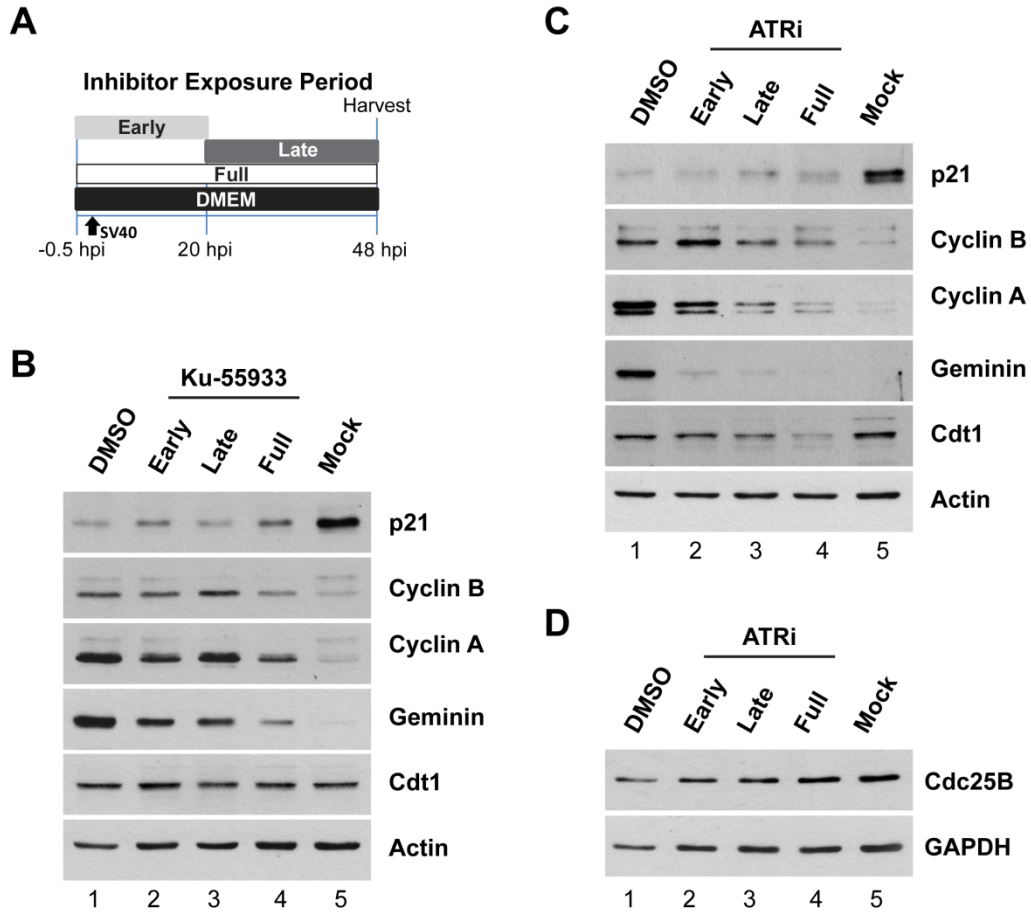 A
Inhibitor Exposure Period
Harvest
Early
Late
Full
DMEM
SV40
-0.5 hpi 20 hpi 48 hpi
B
Ku-55933
DMSO Early Late Full Mock
p21
Cyclin B
Cyclin A
Geminin
Cdt1
Actin
1 2 3 4 5
C
ATRi
DMSO Early Late Full Mock
p21
Cyclin B
Cyclin A
Geminin
Cdt1
Actin
1 2 3 4 5
D
ATRi
DMSO Early Late Full Mock
Cdc25B
GAPDH
1 2 3 4 5